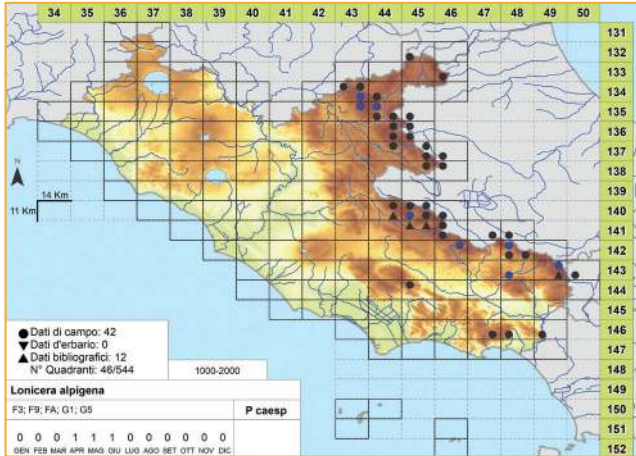 34 35 36 37 38 39 40 41 42 43 44 45 46 47 48 49 50
131
132
133
134
135
136
137
138
139
140
141
142
143
144
145
146
147
148
149
150
151
152
N
14 Km
11 Km
Dati di campo: 42
Dati d'erbario: 0
Dati bibliografici: 12
N° Quadranti: 46/544
1000-2000
Lonicera alpigena
F3; F9; FA; G1; G5
P caesp
0 0 0 1 1 1 0 0 0 0 0 0
GEN FEB MAR APR MAG GIU LUG AGO SET OTT NOV DIC